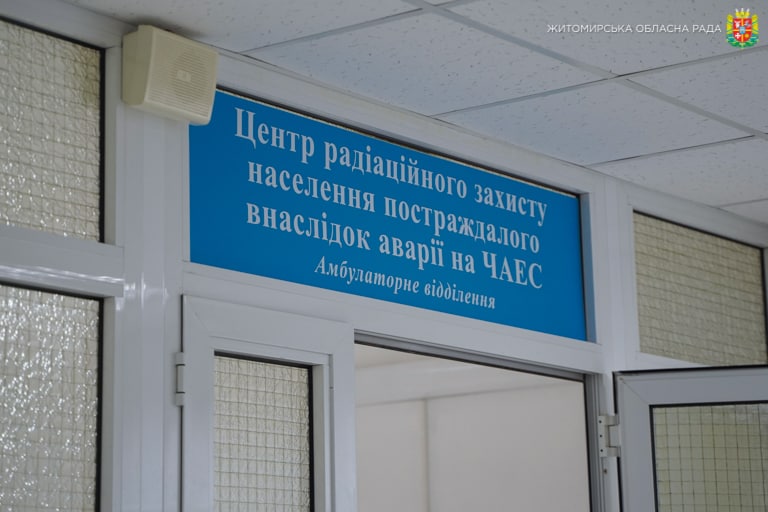 ЖИТОМИРСЬКА ОБЛАСНА РАДА
Центр радіаційного захисту
населення постраждалого
внаслідок аварії на ЧАЕС
Амбулаторне відділення